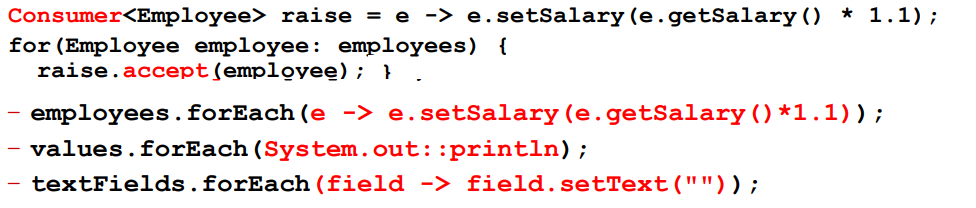 Consumer<Employee> raise = e -> e.setSalary(e.getSalary() * 1.1);
for(Employee employee: employees) {
raise.accept(employee); }
– employees.forEach(e -> e.setSalary(e.getSalary()*1.1));
– values.forEach(System.out::println);
– textFields.forEach(field -> field.setText(""));